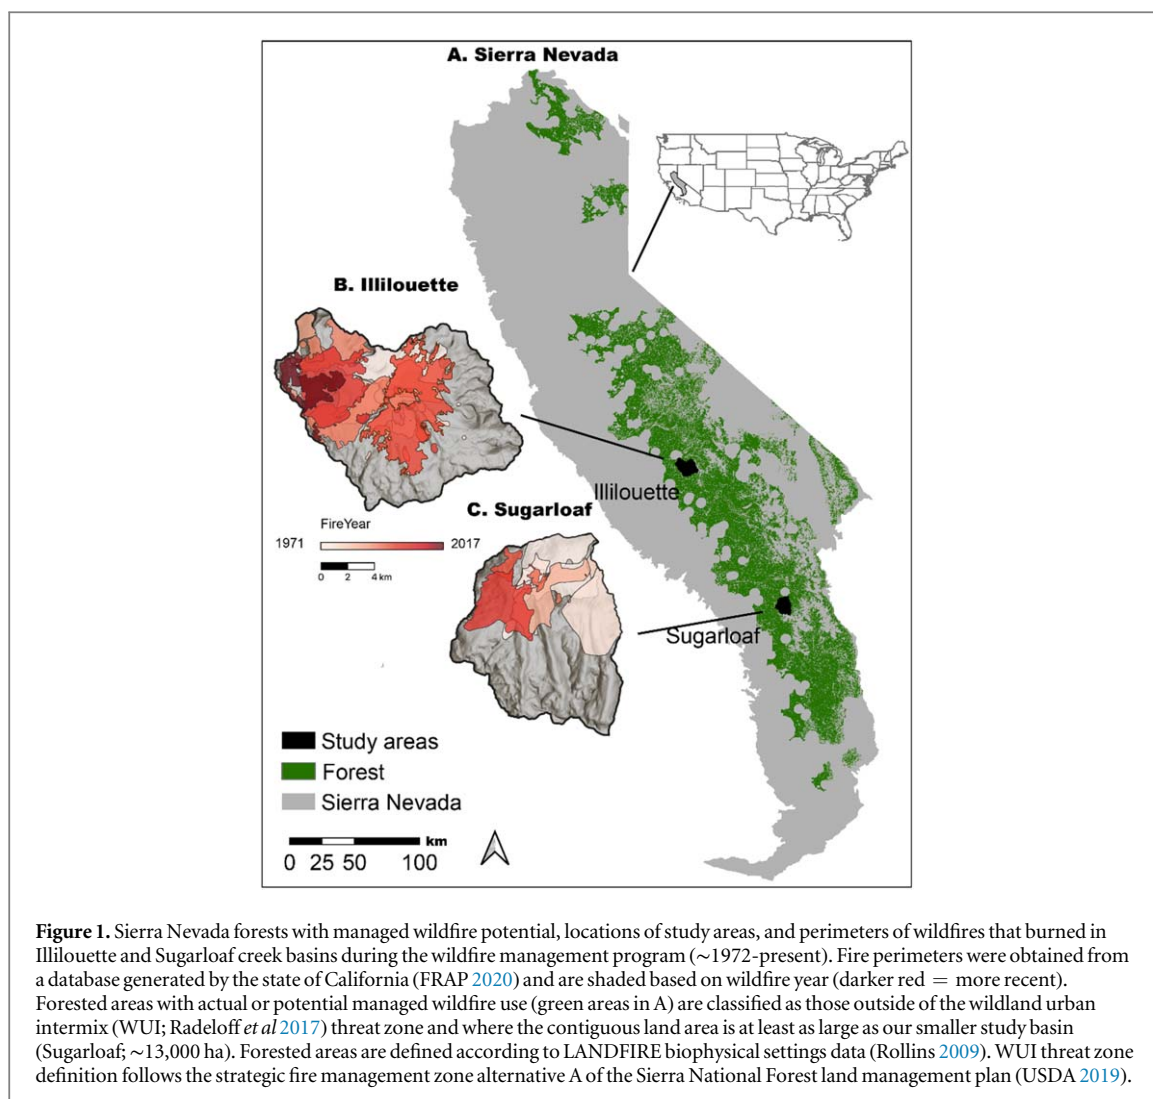 A. Sierra Nevada
B. Illilouette
Illilouette
C. Sugarloaf
FireYear
1971 2017
0 2 4 km
Sugarloaf
Study areas
Forest
Sierra Nevada
km
0 25 50 100
Figure 1. Sierra Nevada forests with managed wildfire potential, locations of study areas, and perimeters of wildfires that burned in
Illilouette and Sugarloaf creek basins during the wildfire management program (∼1972-present). Fire perimeters were obtained from
a database generated by the state of California (FRAP 2020) and are shaded based on wildfire year (darker red = more recent).
Forested areas with actual or potential managed wildfire use (green areas in A) are classified as those outside of the wildland urban
intermix (WUI; Radeloff et al 2017) threat zone and where the contiguous land area is at least as large as our smaller study basin
(Sugarloaf; ∼13,000 ha). Forested areas are defined according to LANDFIRE biophysical settings data (Rollins 2009). WUI threat zone
definition follows the strategic fire management zone alternative A of the Sierra National Forest land management plan (USDA 2019).